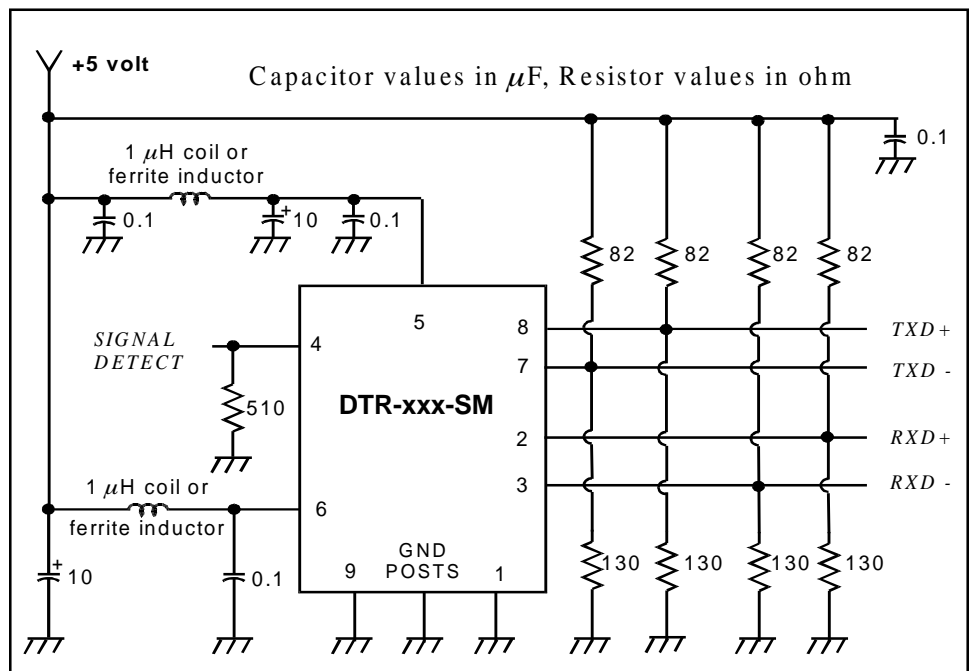 +5 volt
Capacitor values in μF, Resistor values in ohm
0.1
1 μH coil or
ferrite inductor
0.1
+
10
0.1
82
82
82
82
5
8
TXD+
SIGNAL
DETECT
4
7
TXD -
DTR-xxx-SM
510
2
RXD+
3
RXD -
1 μH coil or
ferrite inductor
6
GND
POSTS
9
1
+
10
0.1
130
130
130
130